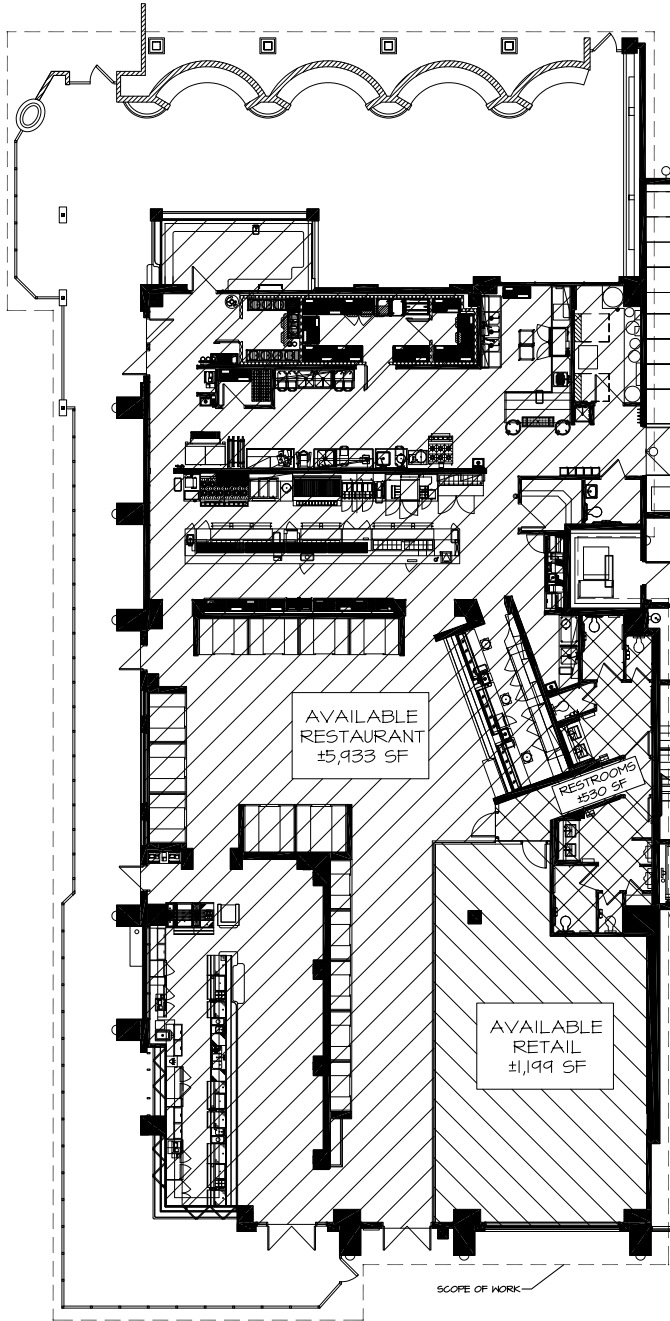 AVAILABLE
RESTAURANT
±5,933 SF
RESTROOMS
±530 SF
AVAILABLE
RETAIL
±1,199 SF
SCOPE OF WORK